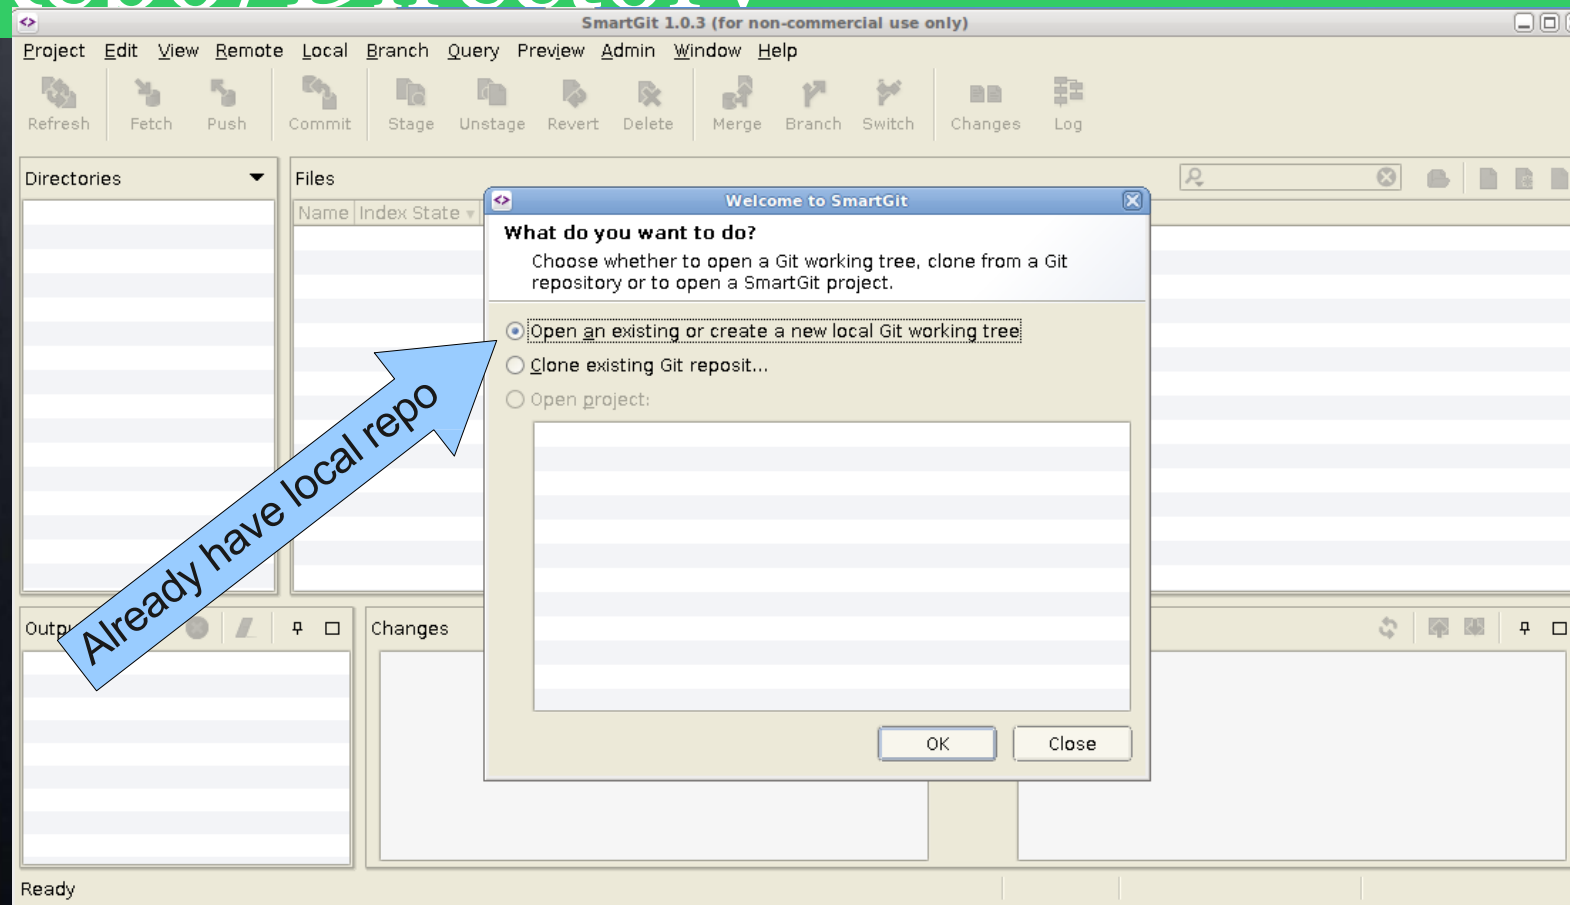 Repo/Directory
SmartGit 1.0.3 (for non-commercial use only)
Project Edit View Remote Local Branch Query Preview Admin Window Help
Refresh Fetch Push Commit Stage Unstage Revert Delete Merge Branch Switch Changes Log
Directories
Files
Name Index State
Welcome to SmartGit
What do you want to do?
Choose whether to open a Git working tree, clone from a Git
repository or to open a SmartGit project.
Open an existing or create a new local Git working tree
Clone existing Git reposit...
Open project:
Already have local repo
OK Close
Outp
Changes
Ready